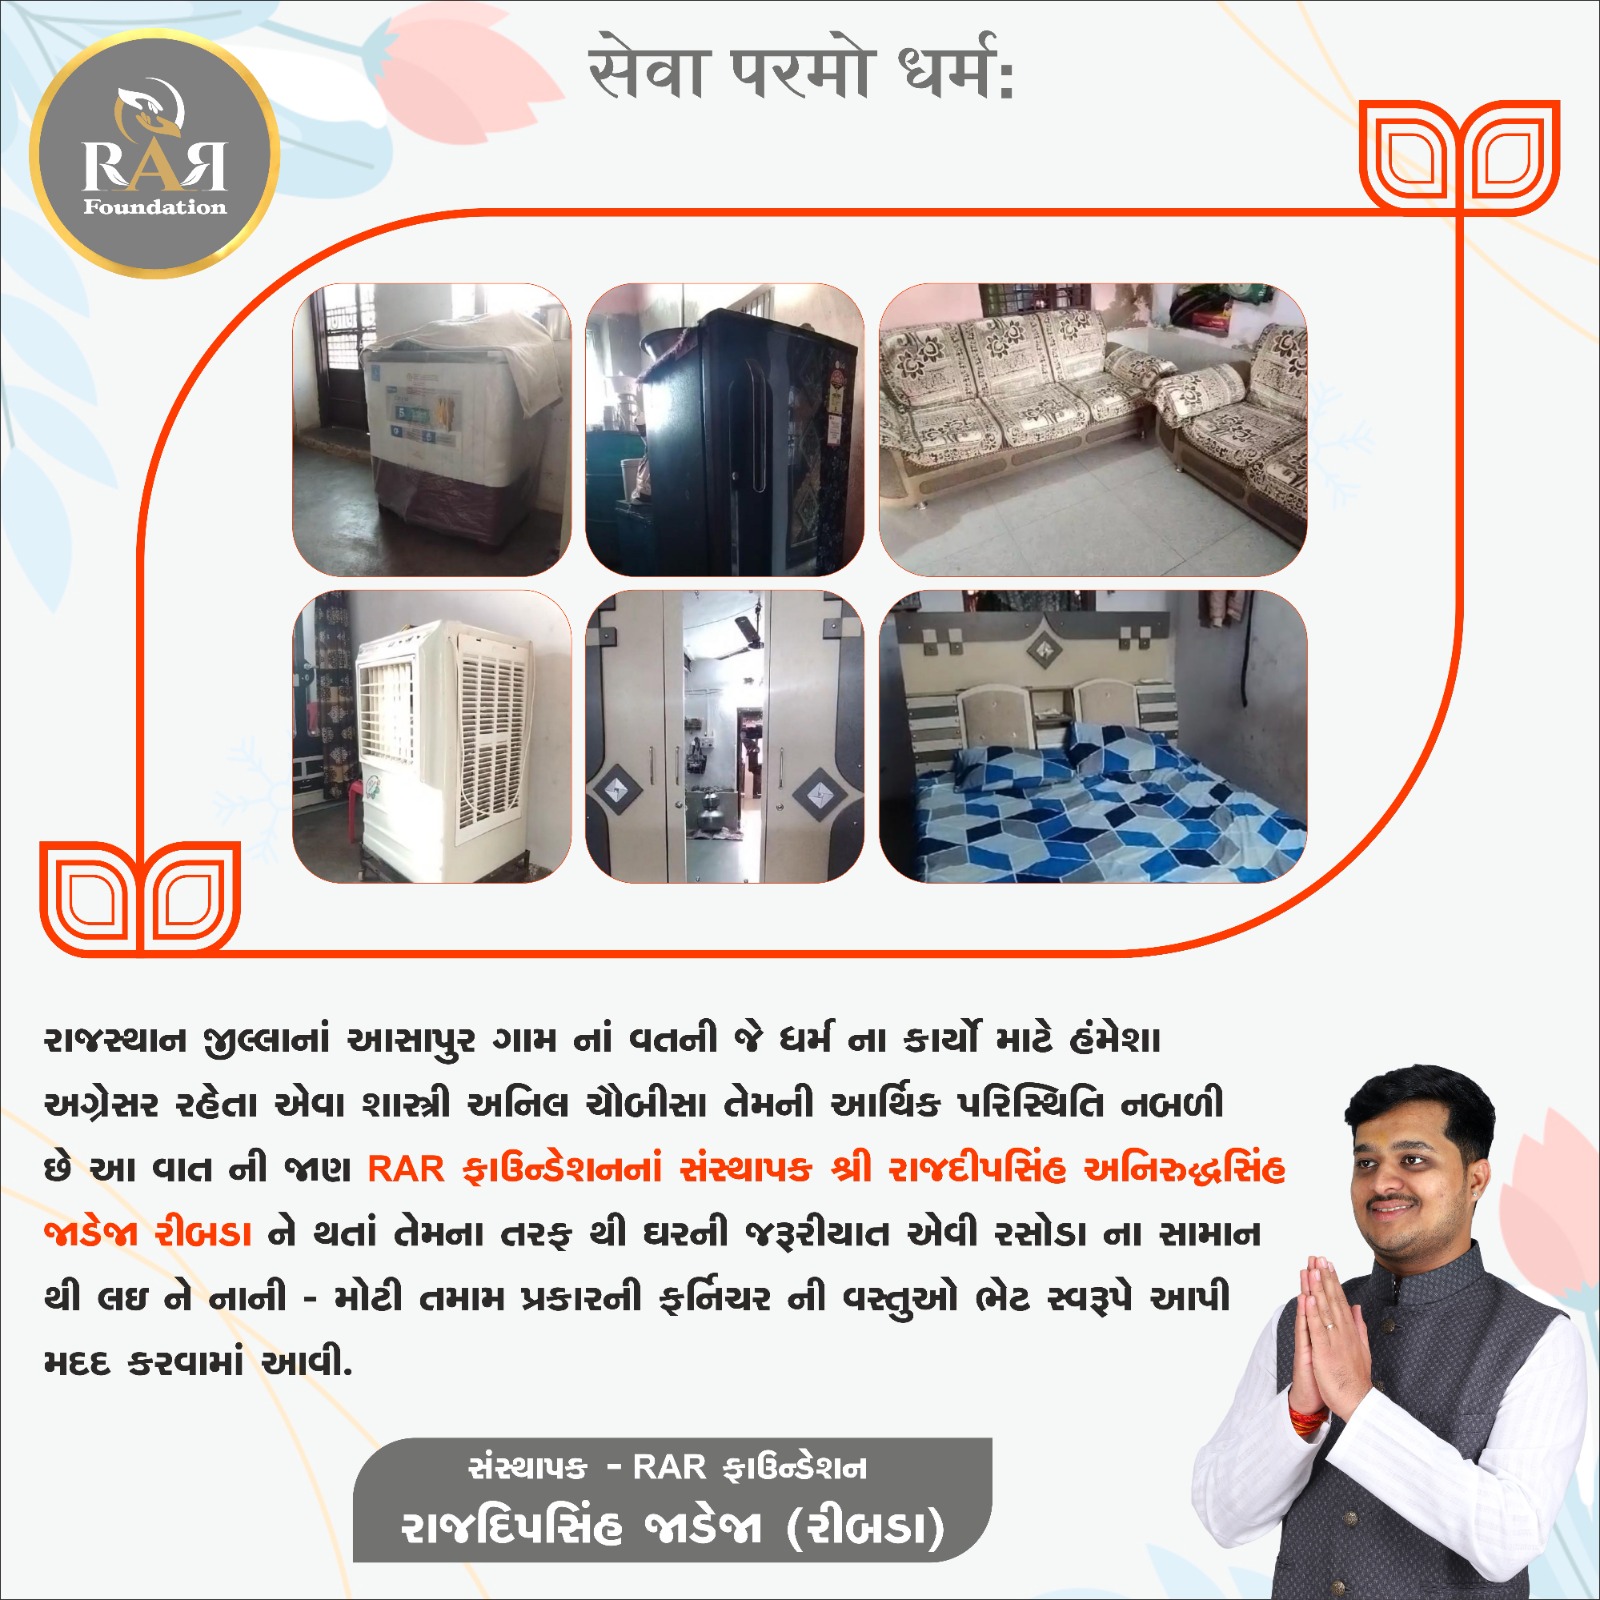 सेवा परमो धर्म:
RAR
Foundation
રાજસ્થાન જીલ્લાનાં આસાપુર ગામ નાં વતની જે ધર્મ ના કાર્યો માટે હંમેશા
અગ્રેસર રહેતા એવા શાસ્ત્રી અનિલ ચૌબીસા તેમની આર્થિક પરિસ્થિતિ નબળી
છે આ વાત ની જાણ RAR ફાઉન્ડેશનનાં સંસ્થાપક શ્રી રાજદીપસિંહ અનિરુદ્ધસિંહ
જાડેજા રીબડા ને થતાં તેમના તરફ થી ઘરની જરૂરીયાત એવી રસોડા ના સામાન
થી લઇ ને નાની - મોટી તમામ પ્રકારની ફર્નિચર ની વસ્તુઓ ભેટ સ્વરૂપે આપી
મદદ કરવામાં આવી.
સંસ્થાપક - RAR ફાઉન્ડેશન
રાજદિપસિંહ જાડેજા (રીબડા)